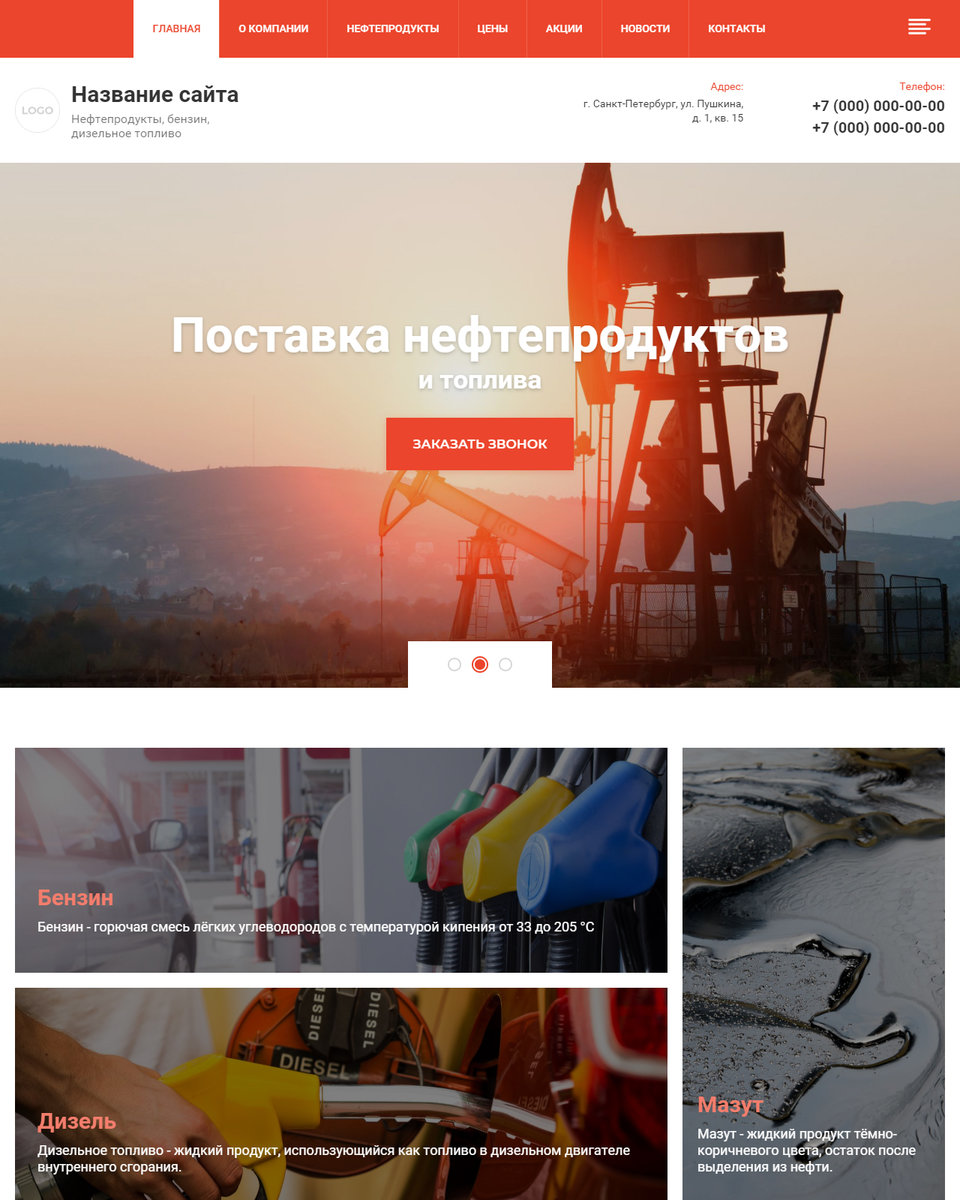 ГЛАВНАЯ
О КОМПАНИИ
НЕФТЕПРОДУКТЫ
ЦЕНЫ
АКЦИИ
НОВОСТИ
КОНТАКТЫ
LOGO
Название сайта
Нефтепродукты, бензин,
дизельное топливо
Адрес:
г. Санкт-Петербург, ул. Пушкина,
д. 1, кв. 15
Телефон:
+7 (000) 000-00-00
+7 (000) 000-00-00
Поставка нефтепродуктов
и топлива
ЗАКАЗАТЬ ЗВОНОК
Бензин
Бензин - горючая смесь лёгких углеводородов с температурой кипения от 33 до 205 °C
DIESEL
DIESEL
DIESEL
DIESEL
Дизель
Дизельное топливо - жидкий продукт, использующийся как топливо в дизельном двигателе
внутреннего сгорания.
Мазут
Мазут - жидкий продукт тёмно-
коричневого цвета, остаток после
выделения из нефти.